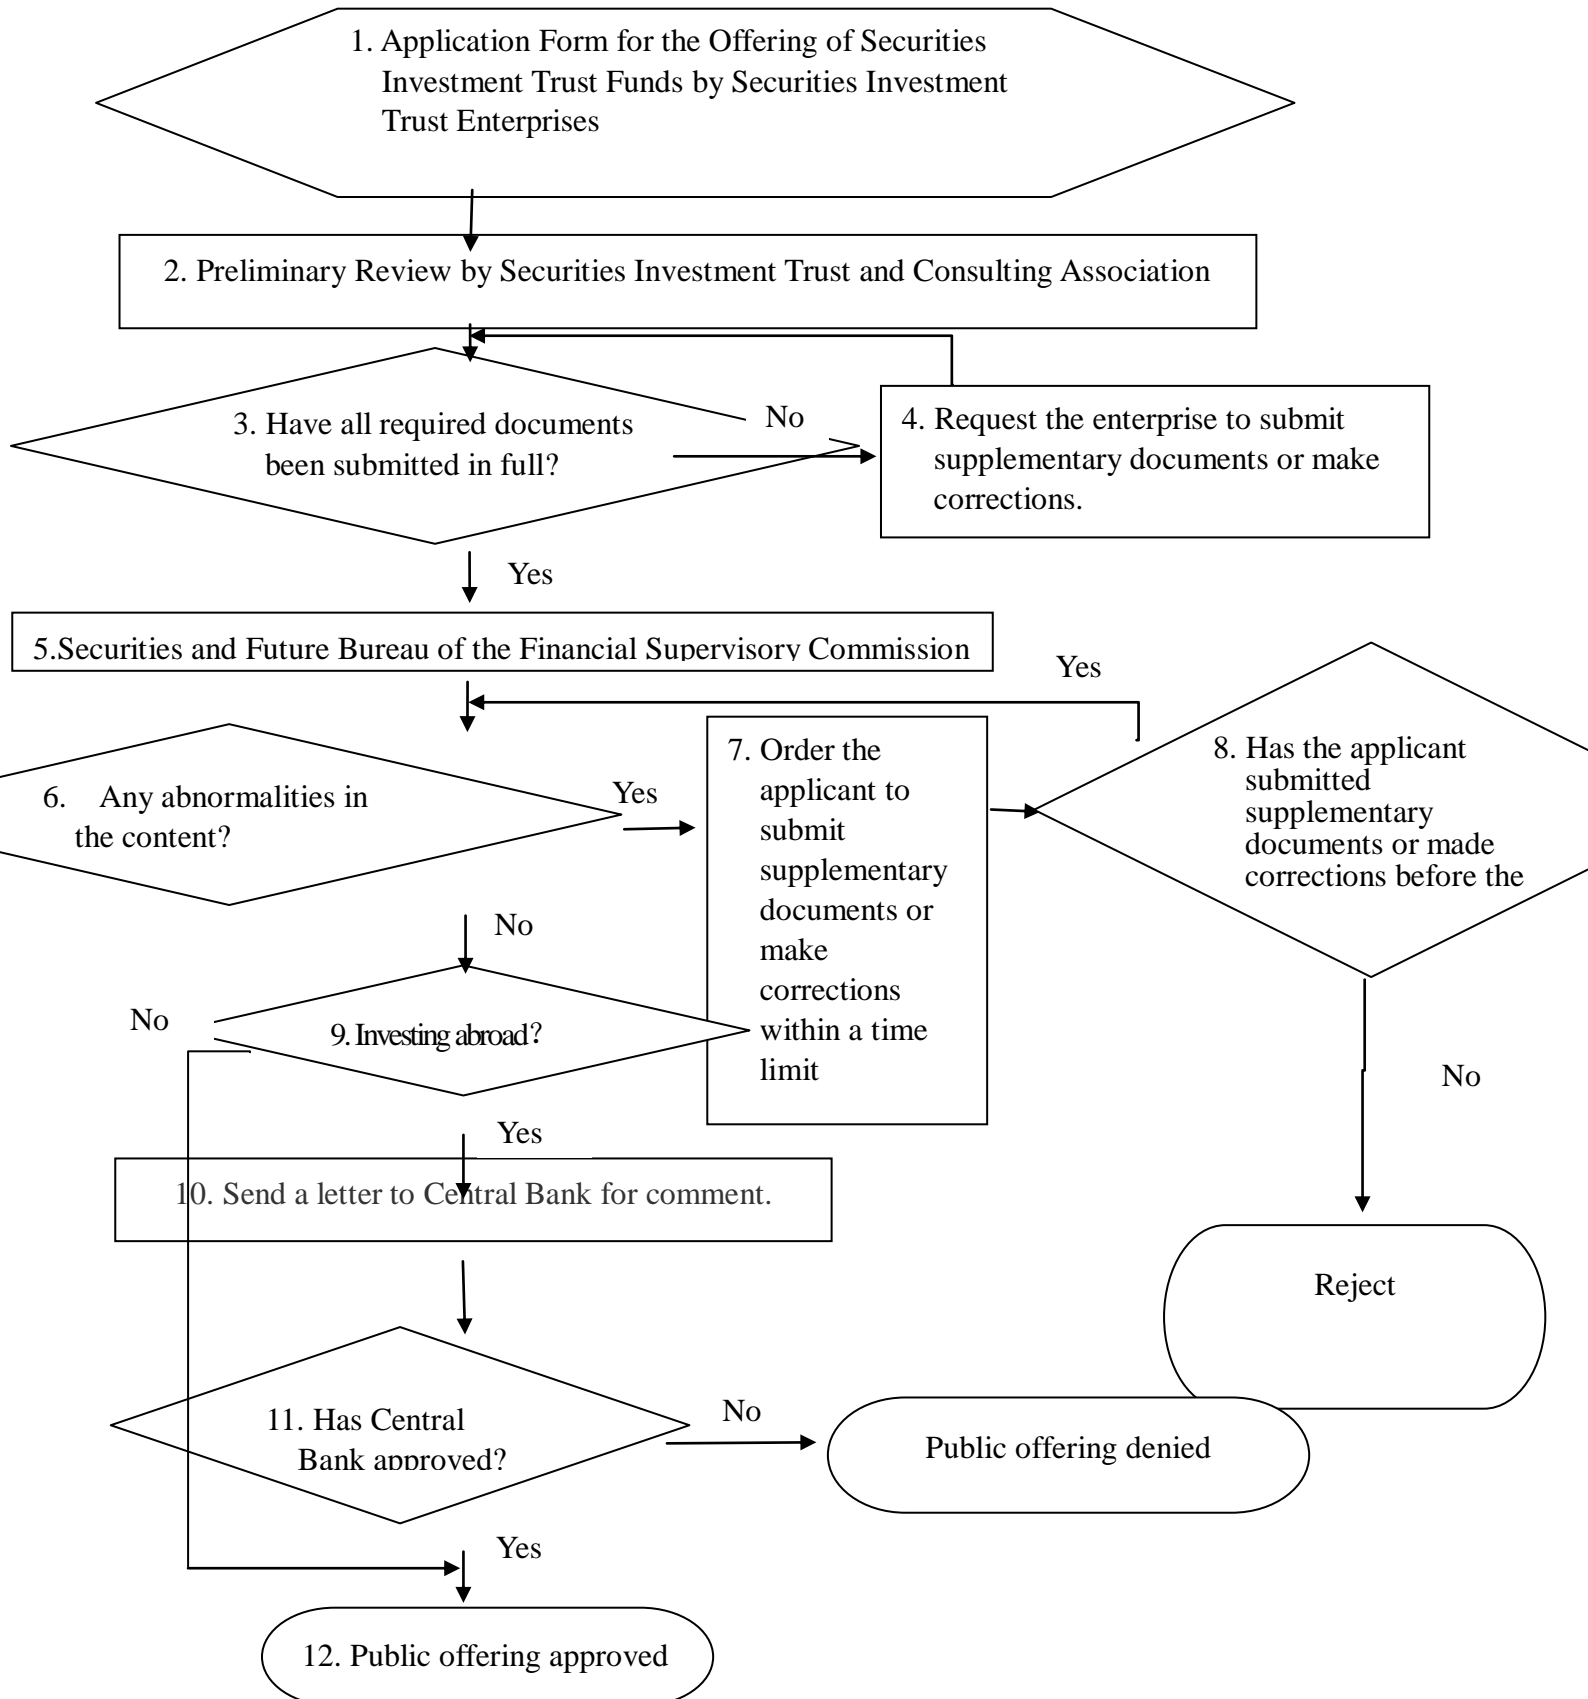 1. Application Form for the Offering of Securities
Investment Trust Funds by Securities Investment
Trust Enterprises
2. Preliminary Review by Securities Investment Trust and Consulting Association
3. Have all required documents
been submitted in full?
No
4. Request the enterprise to submit
supplementary documents or make
corrections.
Yes
5.Securities and Future Bureau of the Financial Supervisory Commission
Yes
6. Any abnormalities in
the content?
Yes
7. Order the
applicant to
submit
supplementary
documents or
make
corrections
within a time
limit
8. Has the applicant
submitted
supplementary
documents or made
corrections before the
No
No
9. Investing abroad?
No
Yes
10. Send a letter to Central Bank for comment.
Reject
11. Has Central
Bank approved?
No
Public offering denied
Yes
12. Public offering approved